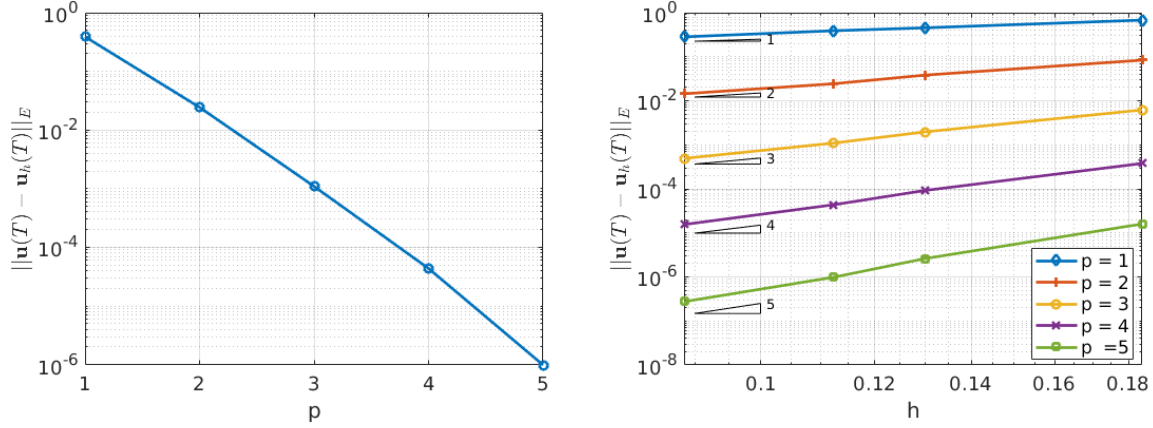 10^0
10^-2
10^-4
10^-6
||u(T) − u_h(T)||_E
1 2 3 4 5
p
10^0
10^-2
10^-4
10^-6
10^-8
||u(T) − u_h(T)||_E
1
2
3
4
5
p = 1
p = 2
p = 3
p = 4
p =5
0.1 0.12 0.14 0.16 0.18
h